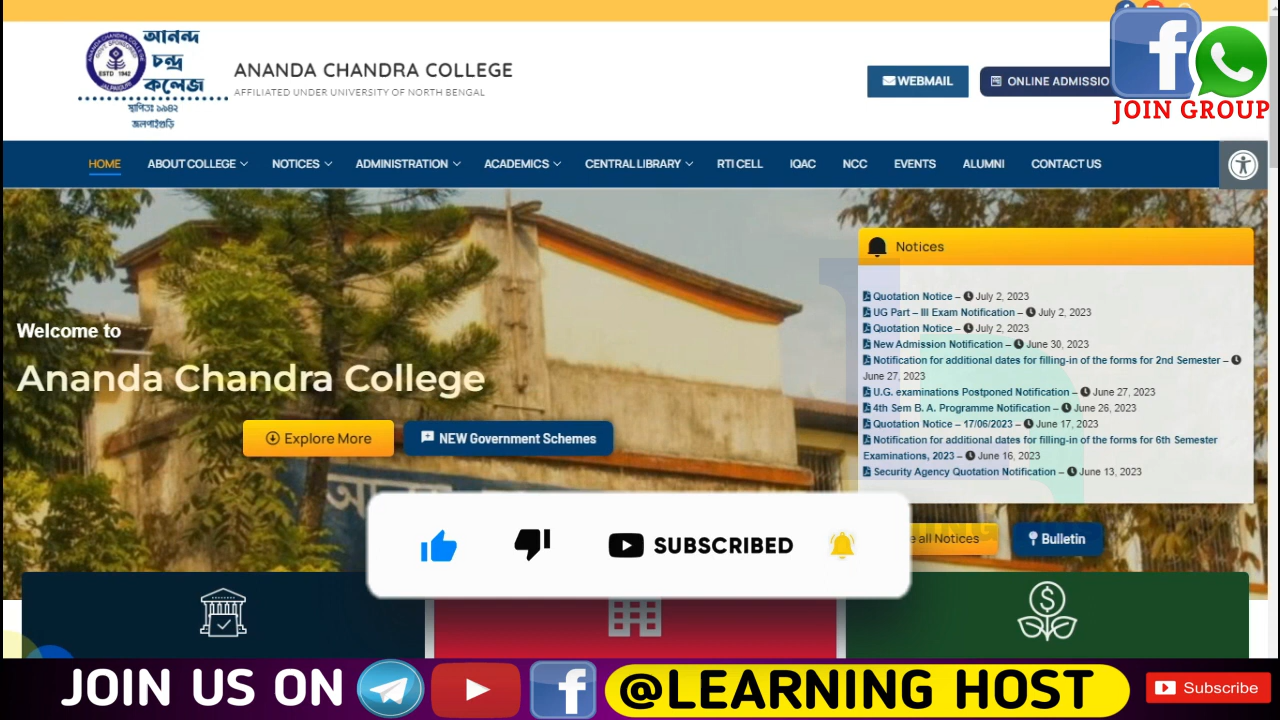 আনন্দ
চন্দ্র
কলেজ
স্থাপিতঃ ১৯৪২
জলপাইগুড়ি
ANANDA CHANDRA COLLEGE
ESTD 1942
ANANDA CHANDRA COLLEGE
AFFILIATED UNDER UNIVERSITY OF NORTH BENGAL
WEBMAIL
ONLINE ADMISSIO
JOIN GROUP
HOME
ABOUT COLLEGE
NOTICES
ADMINISTRATION
ACADEMICS
CENTRAL LIBRARY
RTI CELL
IQAC
NCC
EVENTS
ALUMNI
CONTACT US
Welcome to
Ananda Chandra College
Explore More
NEW Government Schemes
Notices
Quotation Notice – July 2, 2023
UG Part – III Exam Notification – July 2, 2023
Quotation Notice – July 2, 2023
New Admission Notification – June 30, 2023
Notification for additional dates for filling-in of the forms for 2nd Semester –
June 27, 2023
U.G. examinations Postponed Notification – June 27, 2023
4th Sem B. A. Programme Notification – June 26, 2023
Quotation Notice – 17/06/2023 – June 17, 2023
Notification for additional dates for filling-in of the forms for 6th Semester
Examinations, 2023 – June 16, 2023
Security Agency Quotation Notification – June 13, 2023
all Notices
Bulletin
SUBSCRIBED
JOIN US ON
@LEARNING HOST
Subscribe